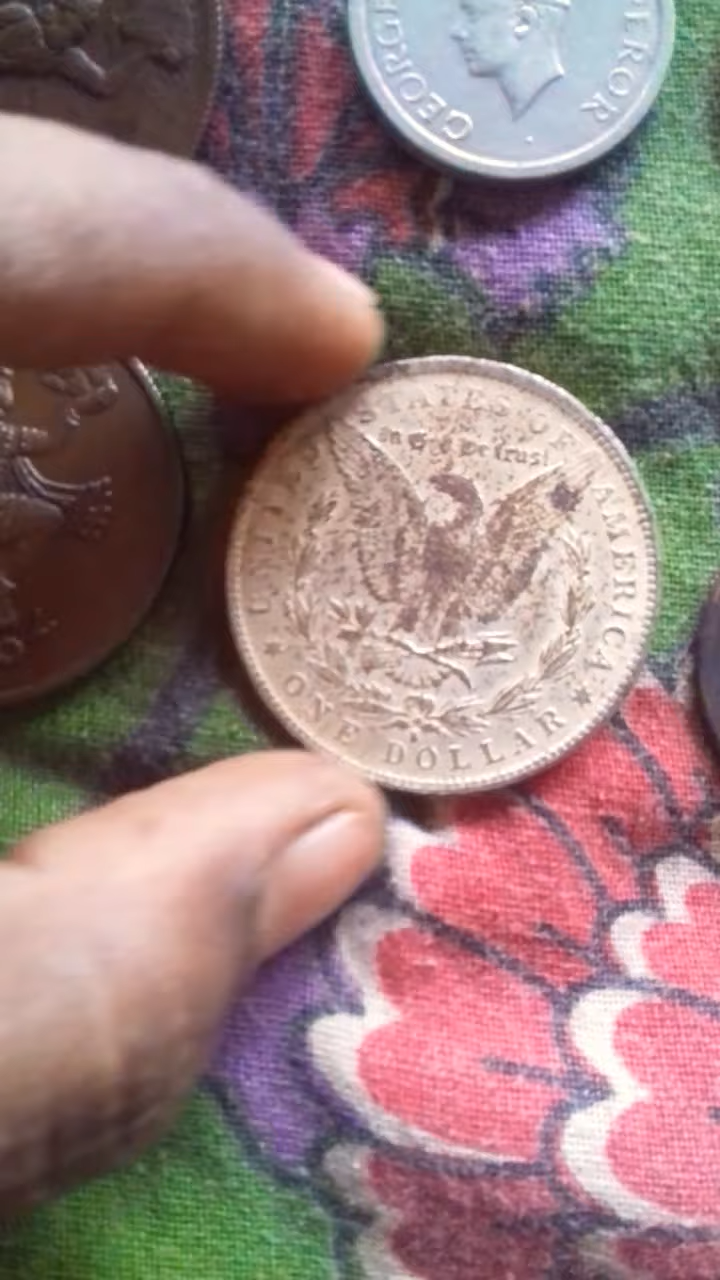 GEORGE
EROR
UNITED STATES OF AMERICA
In God We trust
ONE DOLLAR